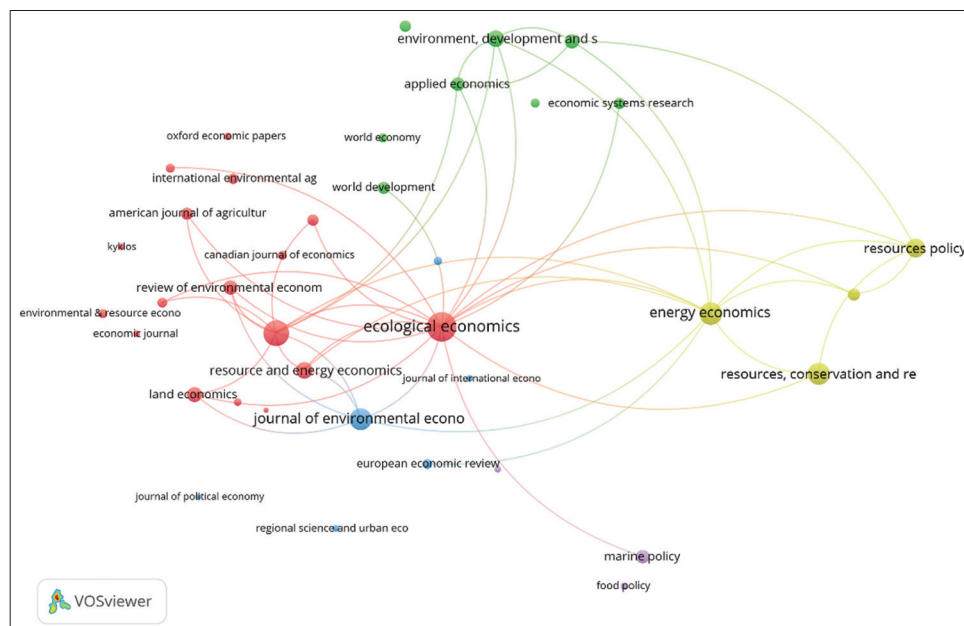 environment, development and s
applied economics
economic systems research
oxford economic papers
world economy
international environmental ag
world development
american journal of agricultur
kyklos
canadian journal of economics
resources policy
review of environmental econom
environmental & resource econo
energy economics
economic journal
ecological economics
resource and energy economics
journal of international econo
resources, conservation and re
land economics
journal of environmental econo
european economic review
journal of political economy
regional science and urban eco
marine policy
food policy
VOSviewer